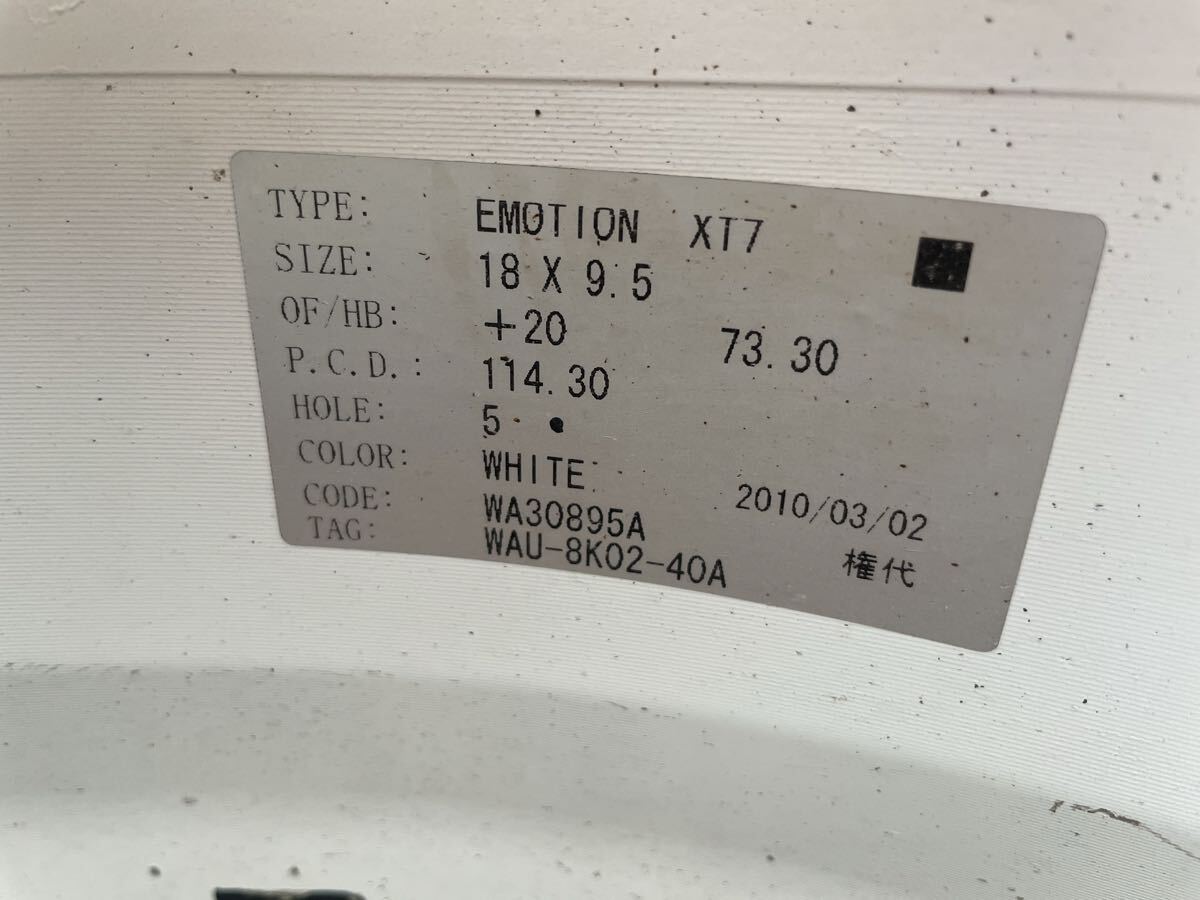 TYPE: EMOTION XT7
SIZE: 18 X 9.5
OF/HB: +20 73.30
P.C.D.: 114.30
HOLE: 5
COLOR: WHITE
CODE: WA30895A 2010/03/02
TAG: WAU-8K02-40A 権代